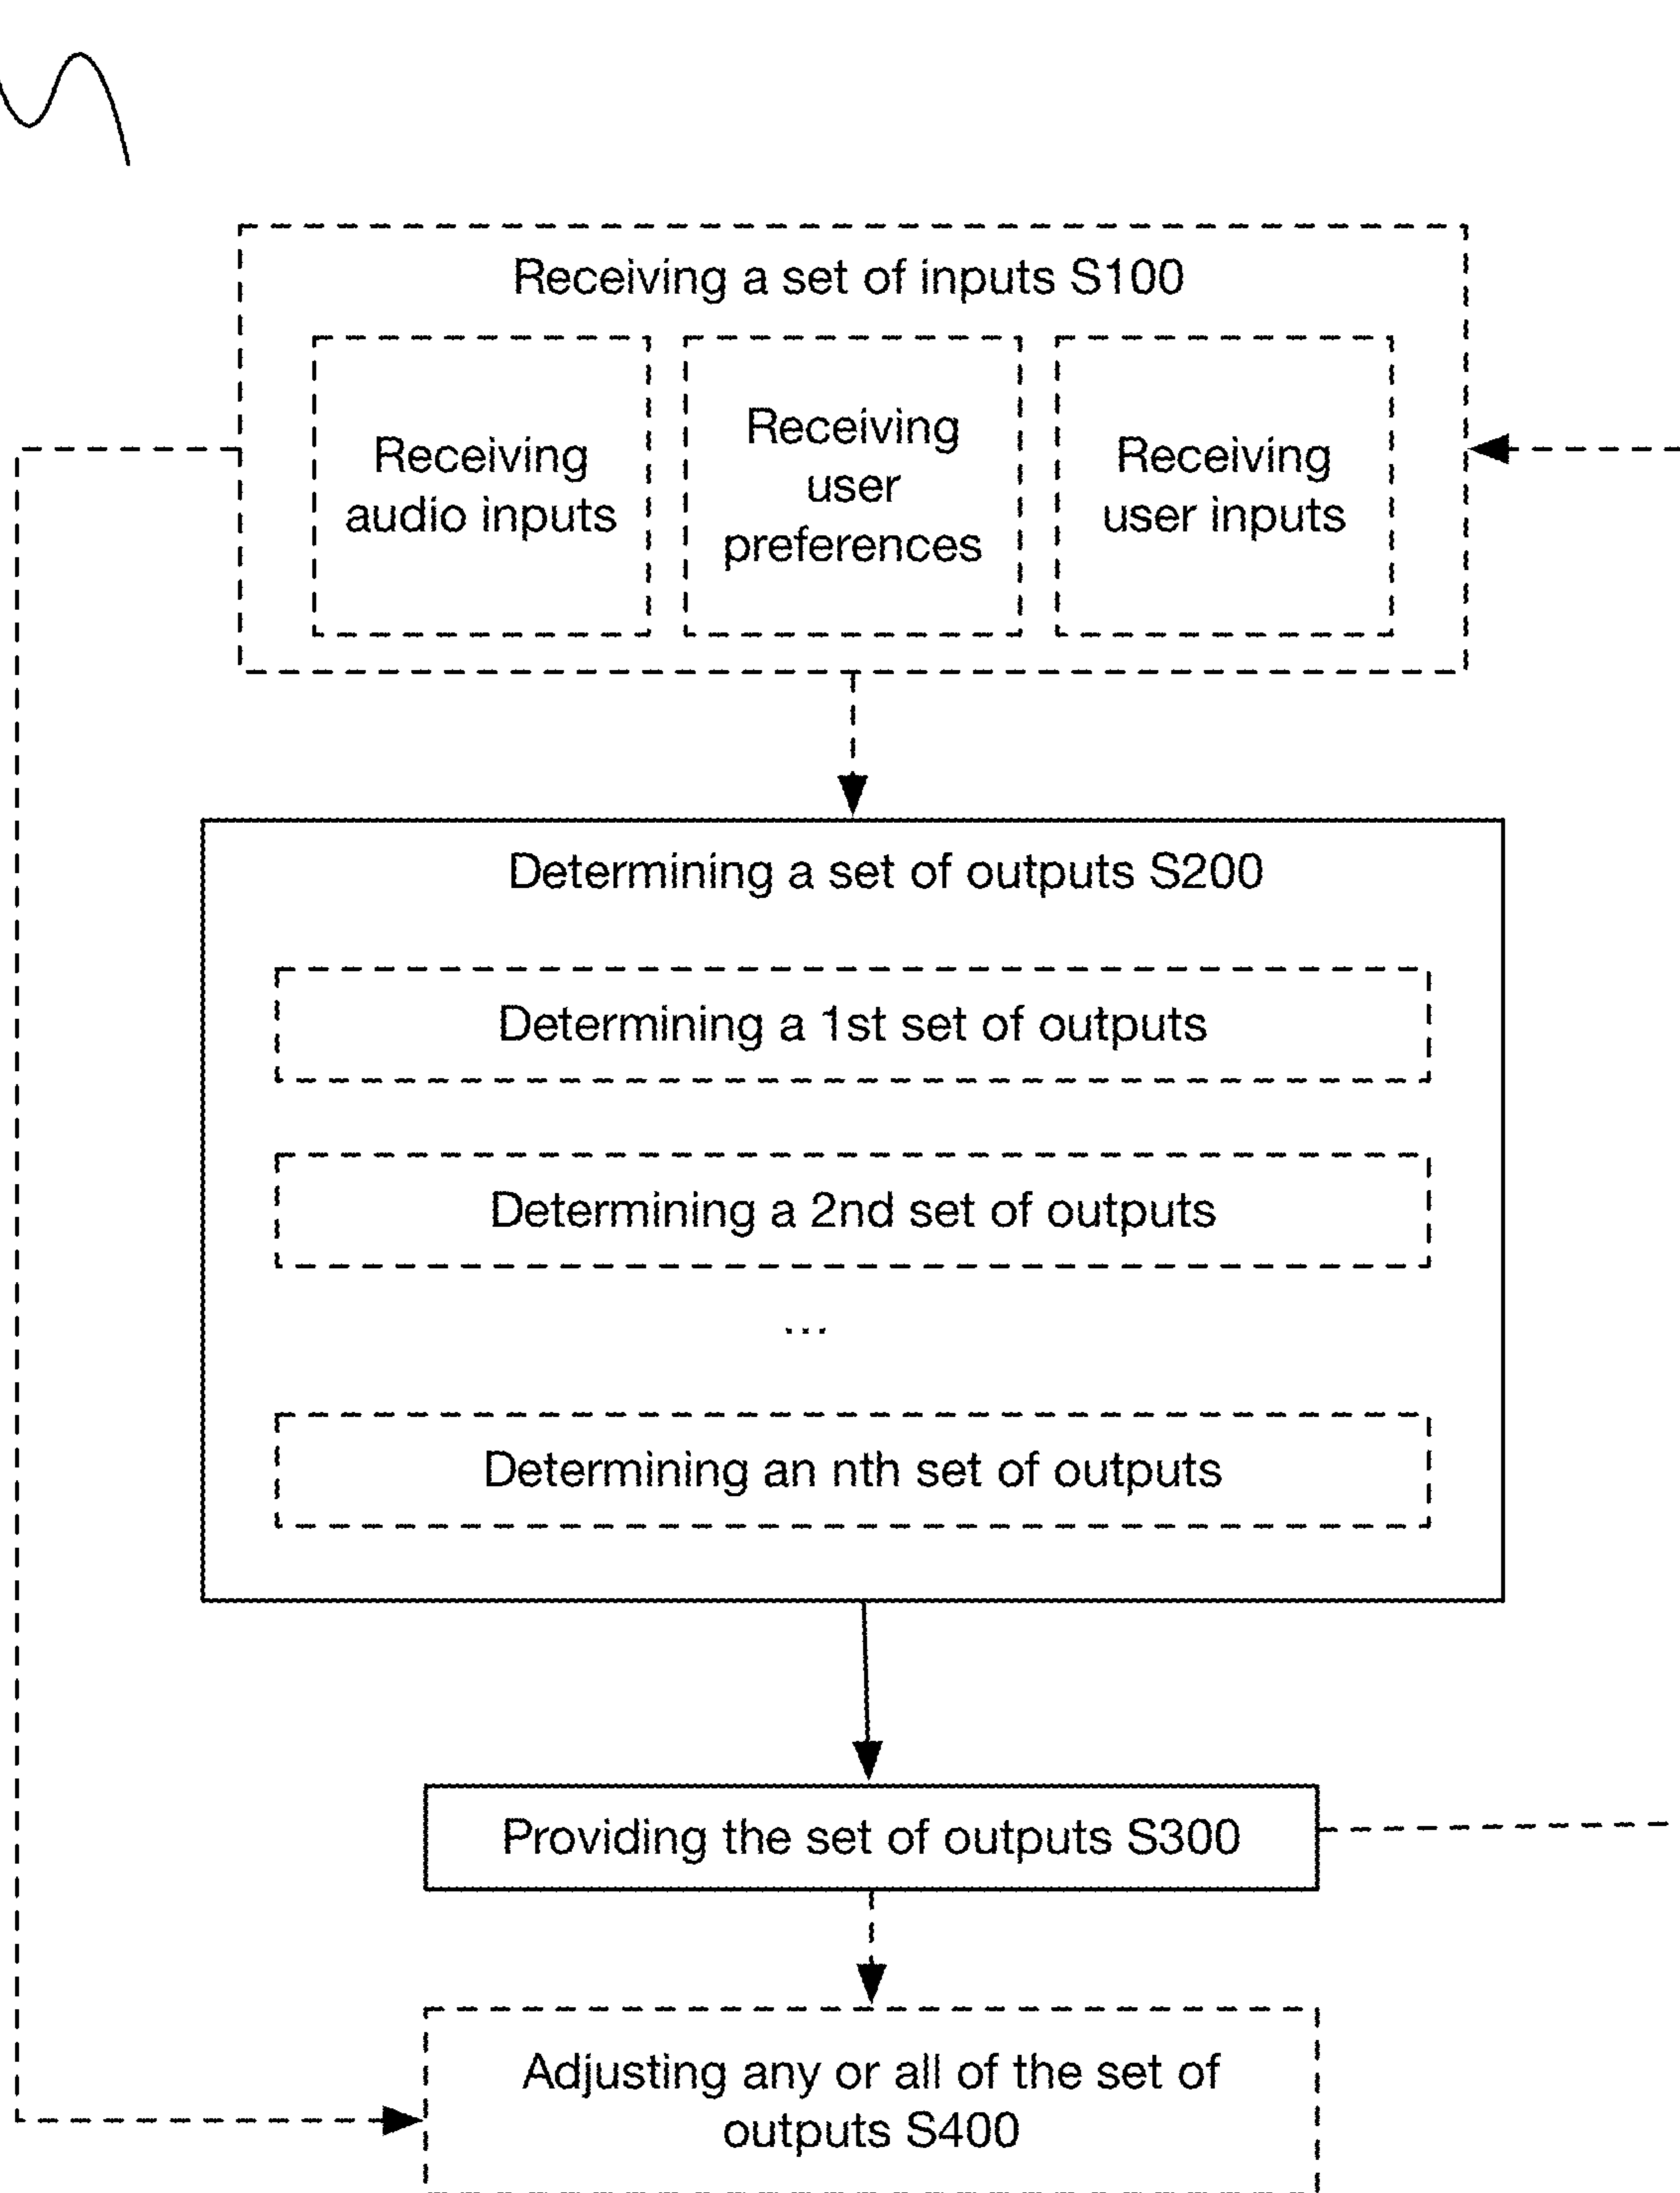 Receiving a set of inputs S100
Receiving
audio inputs
Receiving
user
preferences
Receiving
user inputs
Determining a set of outputs S200
Determining a 1st set of outputs
Determining a 2nd set of outputs
...
Determining an nth set of outputs
Providing the set of outputs S300
Adjusting any or all of the set of
outputs S400